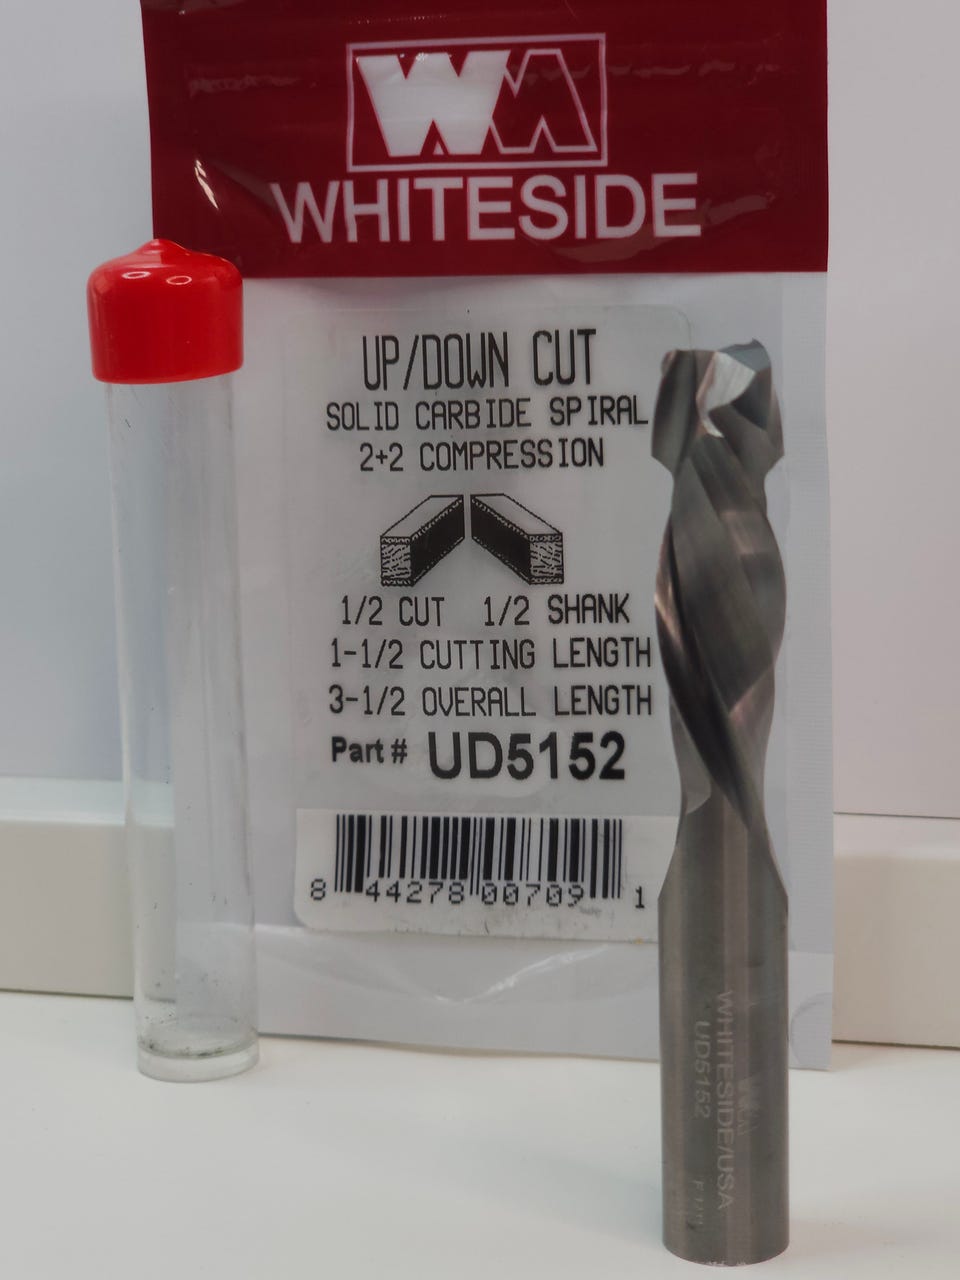 WHITESIDE
UP/DOWN CUT
SOLID CARBIDE SPIRAL
2+2 COMPRESSION
1/2 CUT 1/2 SHANK
1-1/2 CUTTING LENGTH
3-1/2 OVERALL LENGTH
Part # UD5152
8 44278 00709 1
WHITESIDE/USA
UD5152